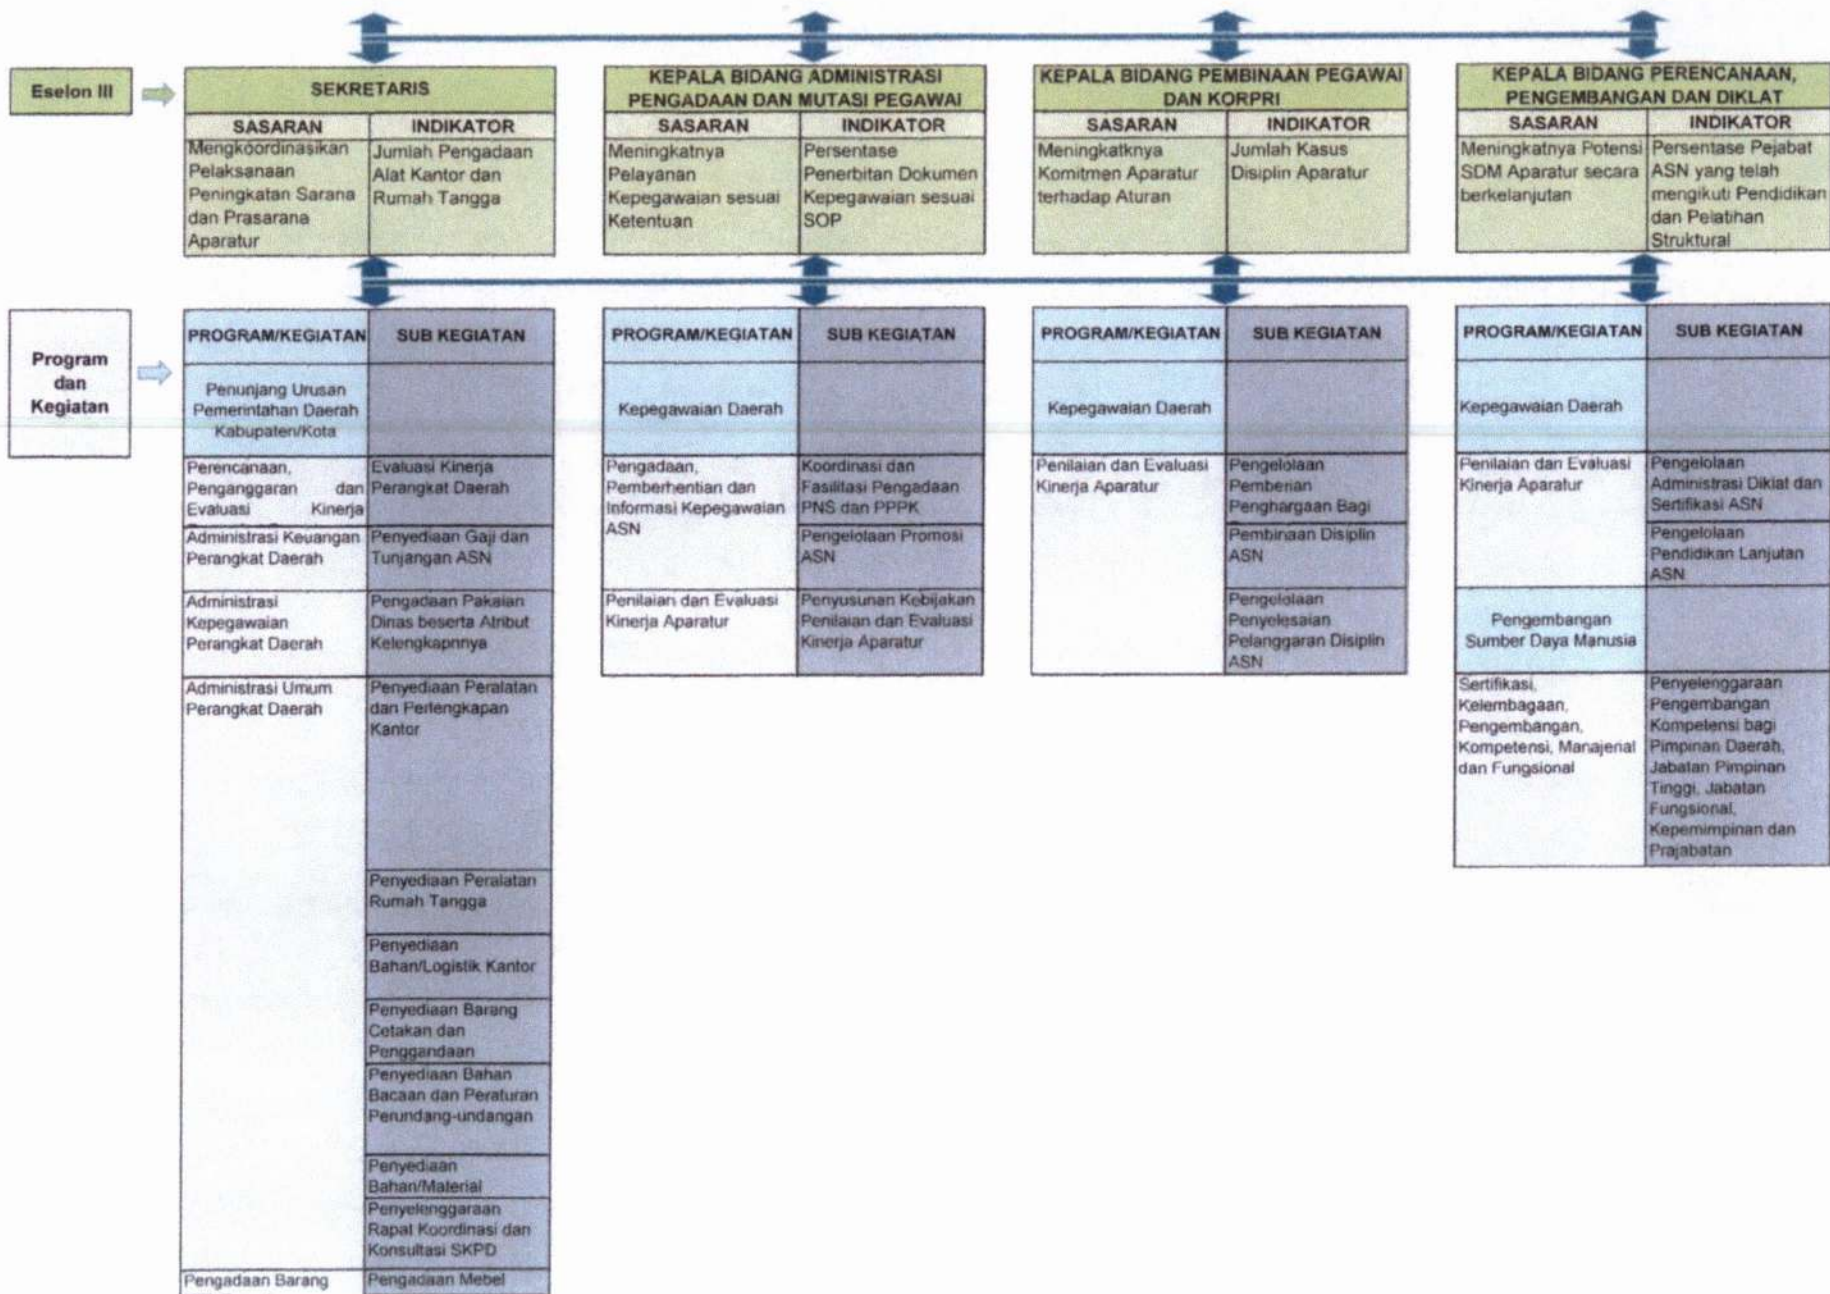 Eselon III
SEKRETARIS
SASARAN
INDIKATOR
Mengkoordinasikan
Pelaksanaan
Peningkatan Sarana
dan Prasarana
Aparatur
Jumlah Pengadaan
Alat Kantor dan
Rumah Tangga
KEPALA BIDANG ADMINISTRASI
PENGADAAN DAN MUTASI PEGAWAI
SASARAN
INDIKATOR
Meningkatnya
Pelayanan
Kepegawaian sesuai
Ketentuan
Persentase
Penerbitan Dokumen
Kepegawaian sesuai
SOP
KEPALA BIDANG PEMBINAAN PEGAWAI
DAN KORPRI
SASARAN
INDIKATOR
Meningkatknya
Komitmen Aparatur
terhadap Aturan
Jumlah Kasus
Disiplin Aparatur
KEPALA BIDANG PERENCANAAN,
PENGEMBANGAN DAN DIKLAT
SASARAN
INDIKATOR
Meningkatnya Potensi
SDM Aparatur secara
berkelanjutan
Persentase Pejabat
ASN yang telah
mengikuti Pendidikan
dan Pelatihan
Struktural
Program
dan
Kegiatan
PROGRAM/KEGIATAN
SUB KEGIATAN
Penunjang Urusan
Pemerintahan Daerah
Kabupaten/Kota
Perencanaan,
Penganggaran dan
Evaluasi Kinerja
Evaluasi Kinerja
Perangkat Daerah
Administrasi Keuangan
Perangkat Daerah
Penyediaan Gaji dan
Tunjangan ASN
Administrasi
Kepegawaian
Perangkat Daerah
Pengadaan Pakaian
Dinas beserta Atribut
Kelengkapnnya
Administrasi Umum
Perangkat Daerah
Penyediaan Peralatan
dan Perlengkapan
Kantor
Penyediaan Peralatan
Rumah Tangga
Penyediaan
Bahan/Logistik Kantor
Penyediaan Barang
Cetakan dan
Penggandaan
Penyediaan Bahan
Bacaan dan Peraturan
Perundang-undangan
Penyediaan
Bahan/Material
Penyelenggaraan
Rapat Koordinasi dan
Konsultasi SKPD
Pengadaan Barang
Pengadaan Mebel
PROGRAM/KEGIATAN
SUB KEGIATAN
Kepegawaian Daerah
Pengadaan,
Pemberhentian dan
Informasi Kepegawaian
ASN
Koordinasi dan
Fasilitasi Pengadaan
PNS dan PPPK
Pengelolaan Promosi
ASN
Penilaian dan Evaluasi
Kinerja Aparatur
Penyusunan Kebijakan
Penilaian dan Evaluasi
Kinerja Aparatur
PROGRAM/KEGIATAN
SUB KEGIATAN
Kepegawaian Daerah
Penilaian dan Evaluasi
Kinerja Aparatur
Pengelolaan
Pemberian
Penghargaan Bagi
Pembinaan Disiplin
ASN
Pengelolaan
Penyelesaian
Pelanggaran Disiplin
ASN
PROGRAM/KEGIATAN
SUB KEGIATAN
Kepegawaian Daerah
Penilaian dan Evaluasi
Kinerja Aparatur
Pengelolaan
Administrasi Diklat dan
Sertifikasi ASN
Pengelolaan
Pendidikan Lanjutan
ASN
Pengembangan
Sumber Daya Manusia
Sertifikasi,
Kelembagaan,
Pengembangan,
Kompetensi, Manajerial
dan Fungsional
Penyelenggaraan
Pengembangan
Kompetensi bagi
Pimpinan Daerah,
Jabatan Pimpinan
Tinggi, Jabatan
Fungsional,
Kepemimpinan dan
Prajabatan